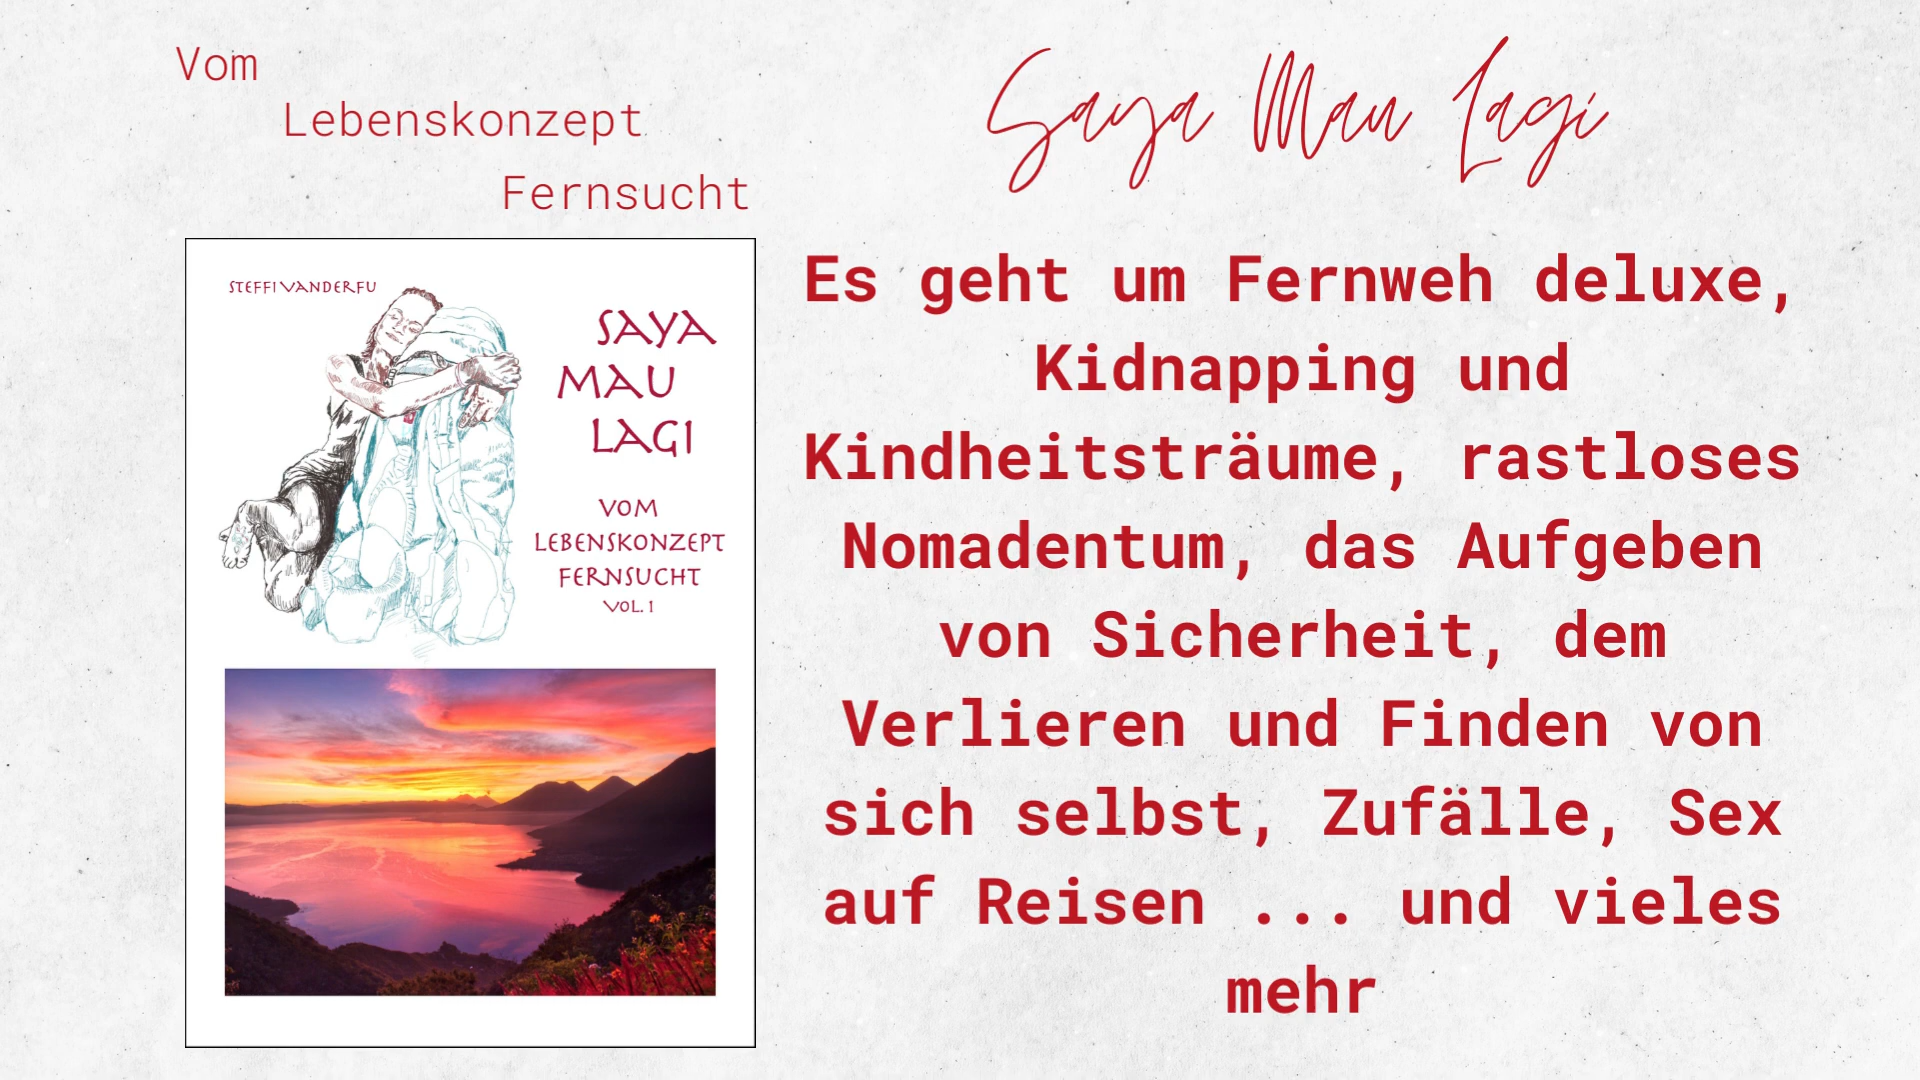 Vom
Lebenskonzept
Fernsucht
STEFFI VANDERFU
SAYA
MAU
LAGI
VOM
LEBENSKONZEPT
FERNSUCHT
VOL. 1
Saya Mau Lagi
Es geht um Fernweh deluxe,
Kidnapping und
Kindheitsträume, rastloses
Nomadentum, das Aufgeben
von Sicherheit, dem
Verlieren und Finden von
sich selbst, Zufälle, Sex
auf Reisen ... und vieles
mehr